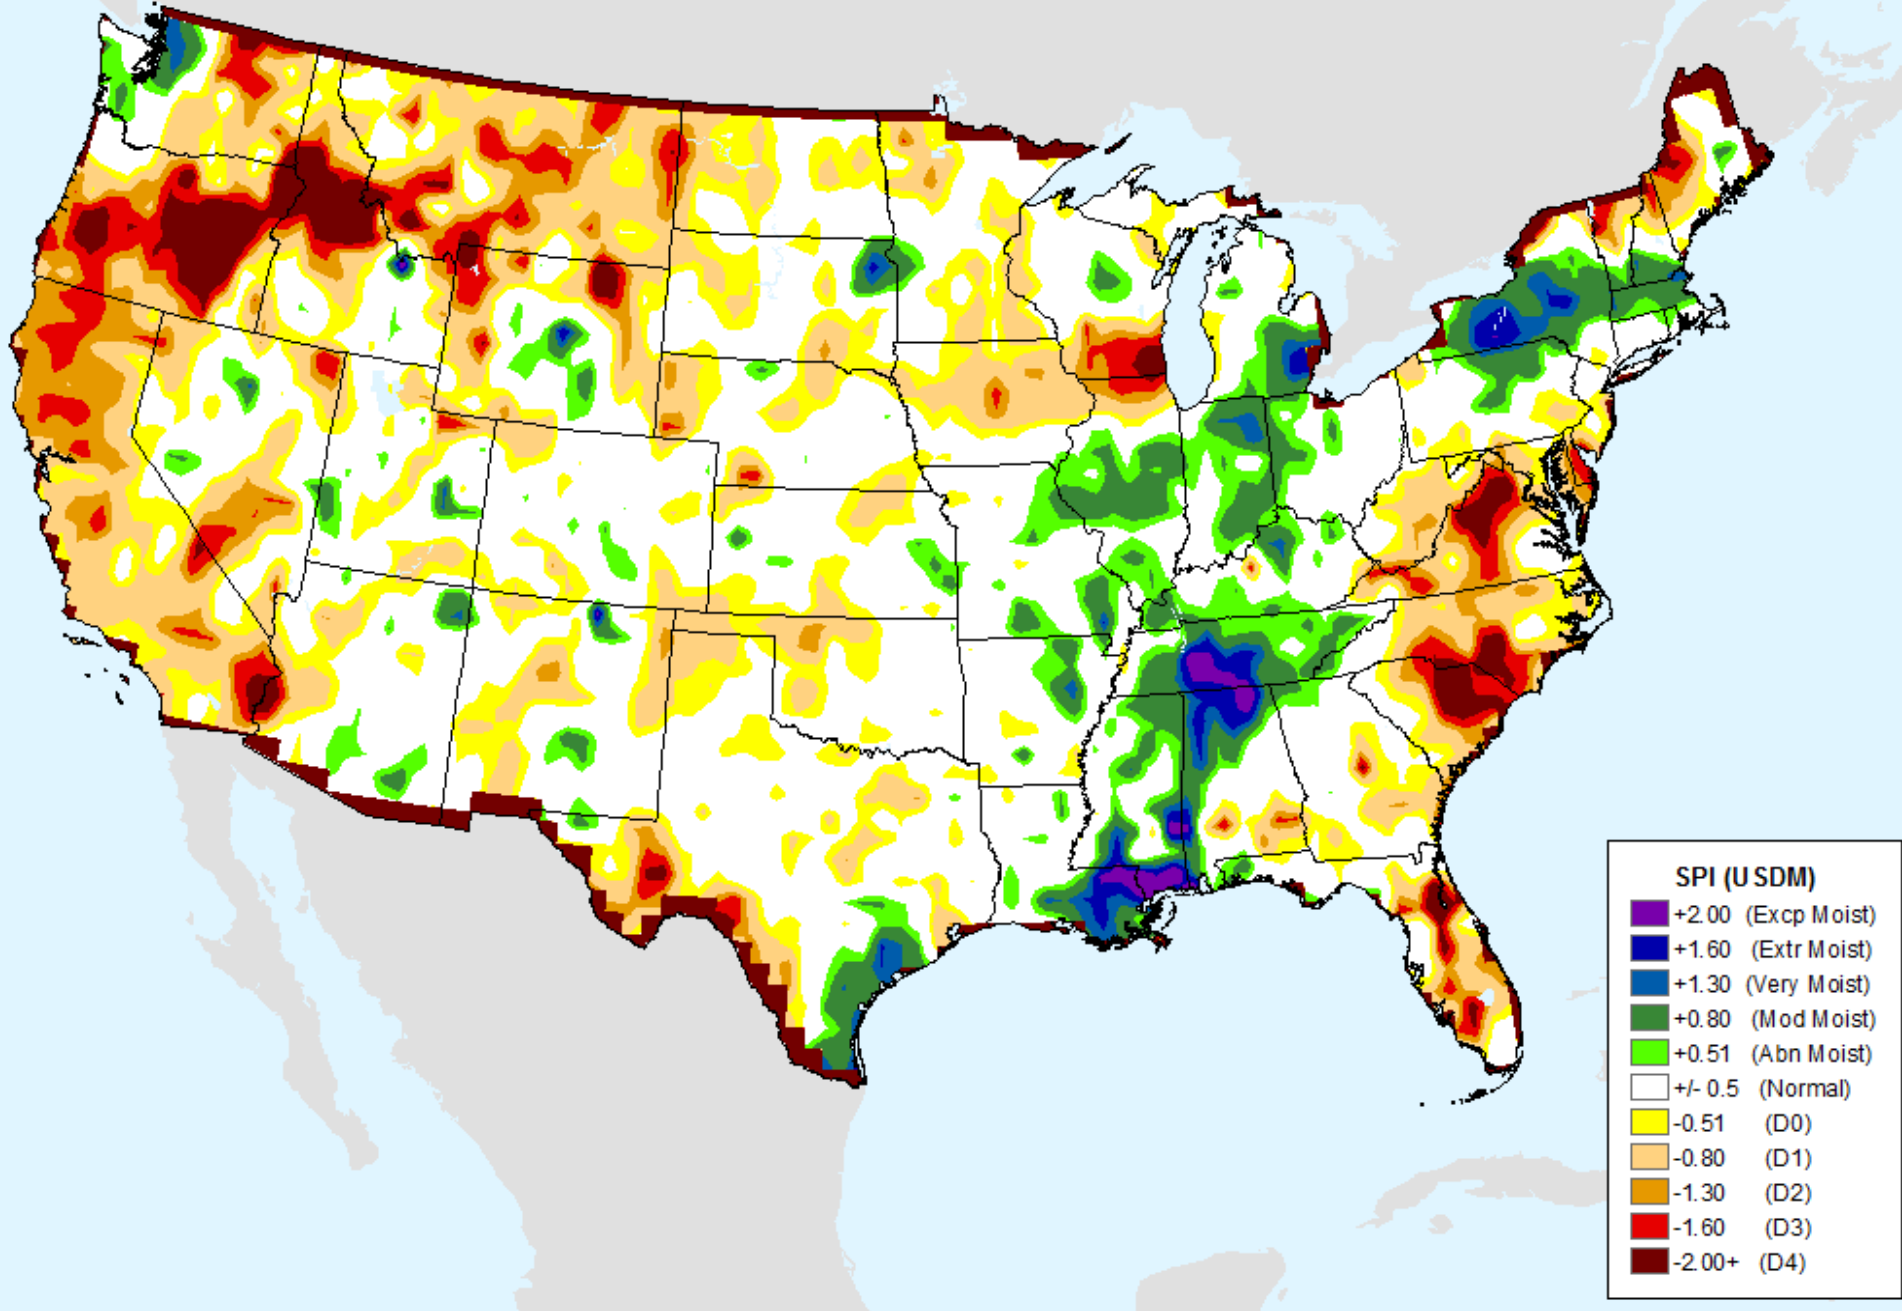 SPI (USDM)
+2.00 (Excp Moist)
+1.60 (Extr Moist)
+1.30 (Very Moist)
+0.80 (Mod Moist)
+0.51 (Abn Moist)
+/- 0.5 (Normal)
-0.51 (D0)
-0.80 (D1)
-1.30 (D2)
-1.60 (D3)
-2.00+ (D4)